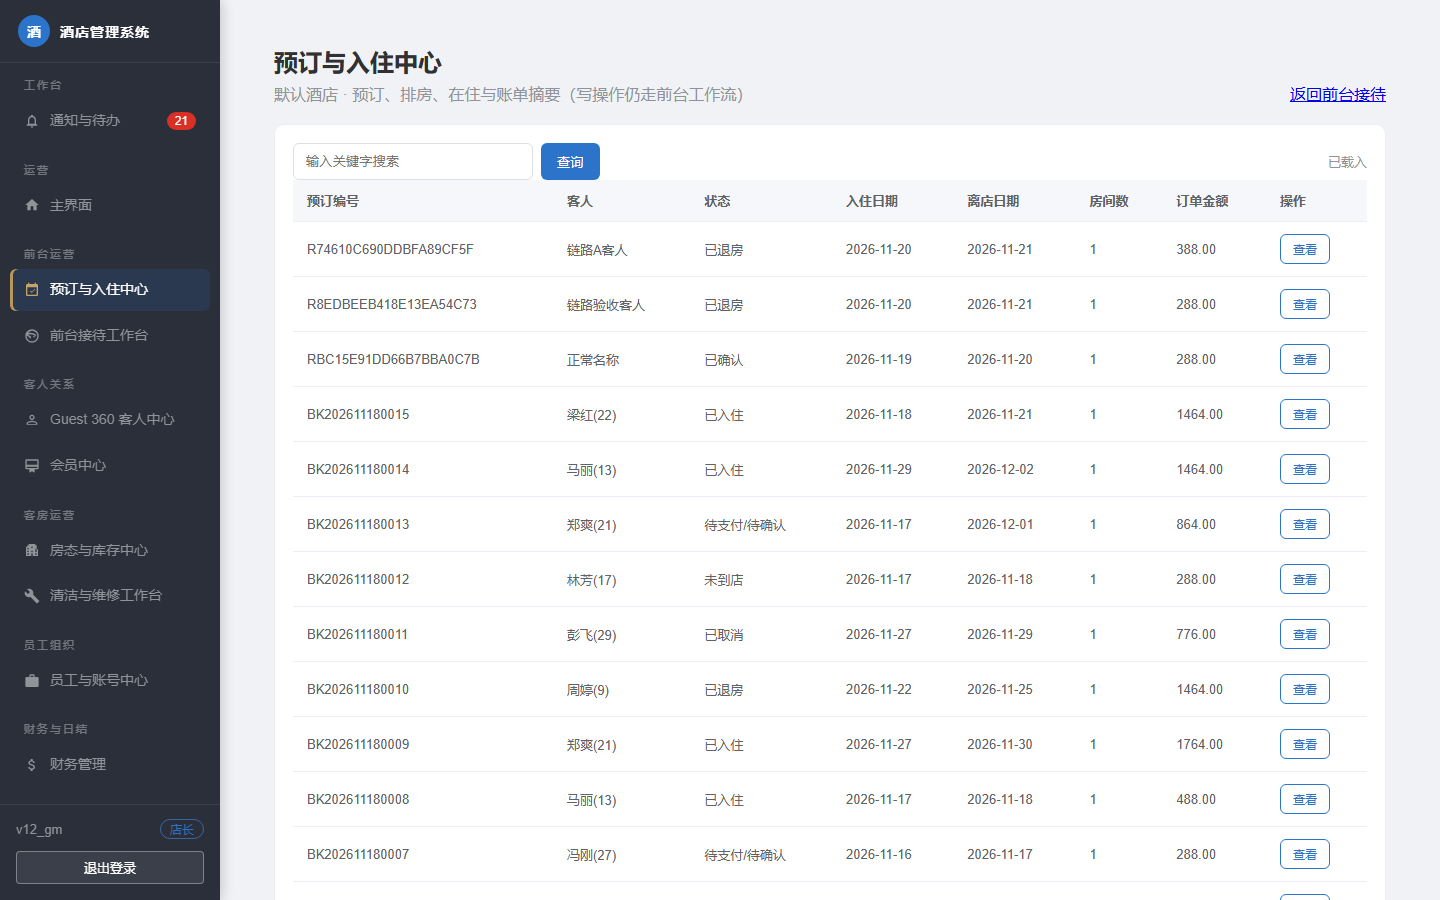 酒 酒店管理系统
工作台
通知与待办 21
运营
主界面
前台运营
预订与入住中心
前台接待工作台
客人关系
Guest 360 客人中心
会员中心
客房运营
房态与库存中心
清洁与维修工作台
员工组织
员工与账号中心
财务与日结
财务管理
v12_gm 店长
退出登录
预订与入住中心
默认酒店 · 预订、排房、在住与账单摘要（写操作仍走前台工作流）
返回前台接待
输入关键字搜索 查询 已载入
预订编号 客人 状态 入住日期 离店日期 房间数 订单金额 操作
R74610C690DDBFA89CF5F 链路A客人 已退房 2026-11-20 2026-11-21 1 388.00 查看
R8EDBEEB418E13EA54C73 链路验收客人 已退房 2026-11-20 2026-11-21 1 288.00 查看
RBC15E91DD66B7BBA0C7B 正常名称 已确认 2026-11-19 2026-11-20 1 288.00 查看
BK202611180015 梁红(22) 已入住 2026-11-18 2026-11-21 1 1464.00 查看
BK202611180014 马丽(13) 已入住 2026-11-29 2026-12-02 1 1464.00 查看
BK202611180013 郑爽(21) 待支付/待确认 2026-11-17 2026-12-01 1 864.00 查看
BK202611180012 林芳(17) 未到店 2026-11-17 2026-11-18 1 288.00 查看
BK202611180011 彭飞(29) 已取消 2026-11-27 2026-11-29 1 776.00 查看
BK202611180010 周婷(9) 已退房 2026-11-22 2026-11-25 1 1464.00 查看
BK202611180009 郑爽(21) 已入住 2026-11-27 2026-11-30 1 1764.00 查看
BK202611180008 马丽(13) 已入住 2026-11-17 2026-11-18 1 488.00 查看
BK202611180007 冯刚(27) 待支付/待确认 2026-11-16 2026-11-17 1 288.00 查看